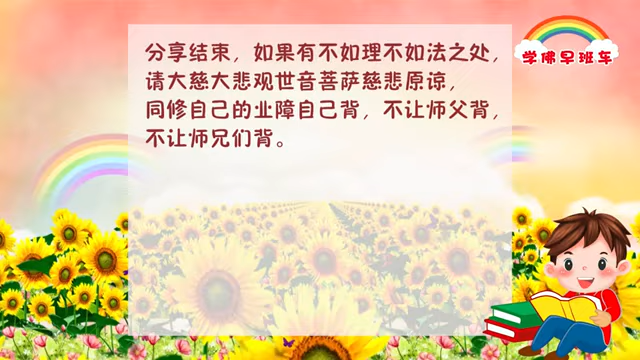 分享结束，如果有不如理不如法之处，
请大慈大悲观世音菩萨慈悲原谅，
同修自己的业障自己背，不让师父背，
不让师兄们背。
学佛早班车